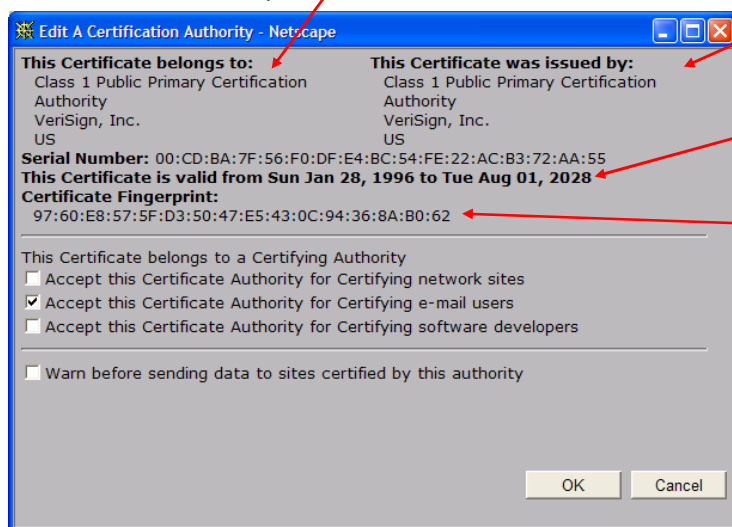 Edit A Certification Authority - Netscape
This Certificate belongs to:
Class 1 Public Primary Certification
Authority
VeriSign, Inc.
US
This Certificate was issued by:
Class 1 Public Primary Certification
Authority
VeriSign, Inc.
US
Serial Number: 00:CD:BA:7F:56:F0:DF:E4:BC:54:FE:22:AC:B3:72:AA:55
This Certificate is valid from Sun Jan 28, 1996 to Tue Aug 01, 2028
Certificate Fingerprint:
97:60:E8:57:5F:D3:50:47:E5:43:0C:94:36:8A:B0:62
This Certificate belongs to a Certifying Authority
Accept this Certificate Authority for Certifying network sites
Accept this Certificate Authority for Certifying e-mail users
Accept this Certificate Authority for Certifying software developers
Warn before sending data to sites certified by this authority
OK
Cancel